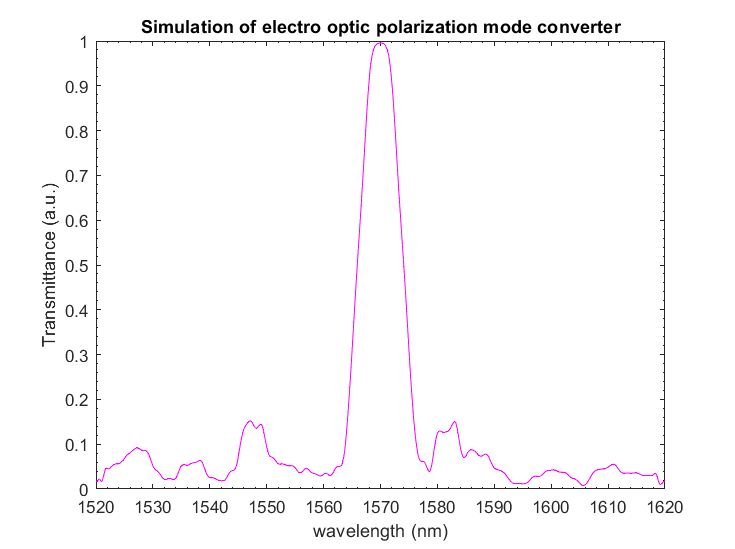 Simulation of electro optic polarization mode converter
Transmittance (a.u.)
1
0.9
0.8
0.7
0.6
0.5
0.4
0.3
0.2
0.1
0
1520 1530 1540 1550 1560 1570 1580 1590 1600 1610 1620
wavelength (nm)